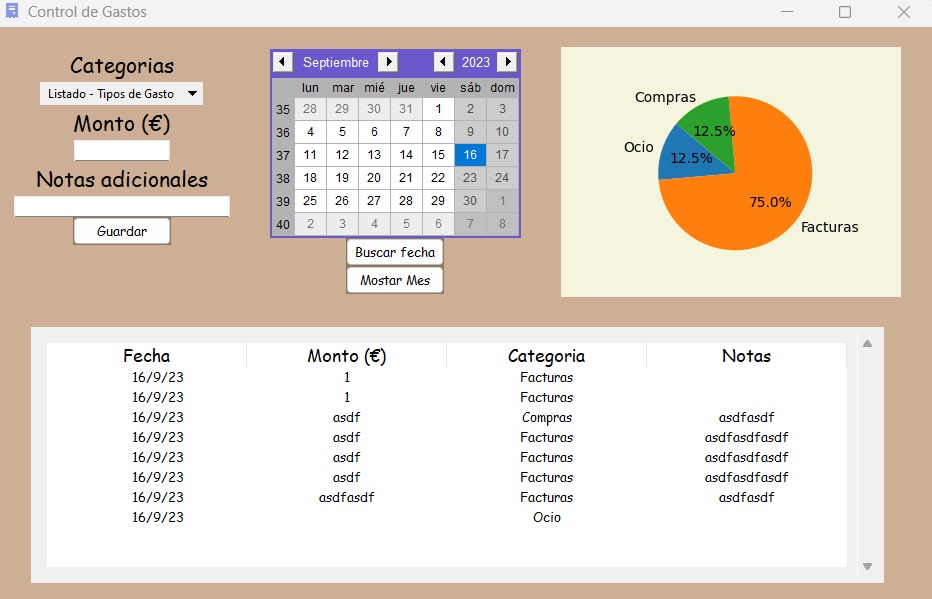 Control de Gastos
Categorias
Listado - Tipos de Gasto
Monto (€)
Notas adicionales
Guardar
Septiembre 2023
lun mar mié jue vie sáb dom
35 28 29 30 31 1 2 3
36 4 5 6 7 8 9 10
37 11 12 13 14 15 16 17
38 18 19 20 21 22 23 24
39 25 26 27 28 29 30 1
40 2 3 4 5 6 7 8
Buscar fecha
Mostar Mes
Compras
12.5%
Ocio
12.5%
75.0%
Facturas
Fecha Monto (€) Categoria Notas
16/9/23 1 Facturas
16/9/23 1 Facturas
16/9/23 asdf Compras asdfasdf
16/9/23 asdf Facturas asdfasdfasdf
16/9/23 asdf Facturas asdfasdfasdf
16/9/23 asdf Facturas asdfasdfasdf
16/9/23 asdfasdf Facturas asdfasdf
16/9/23 Ocio